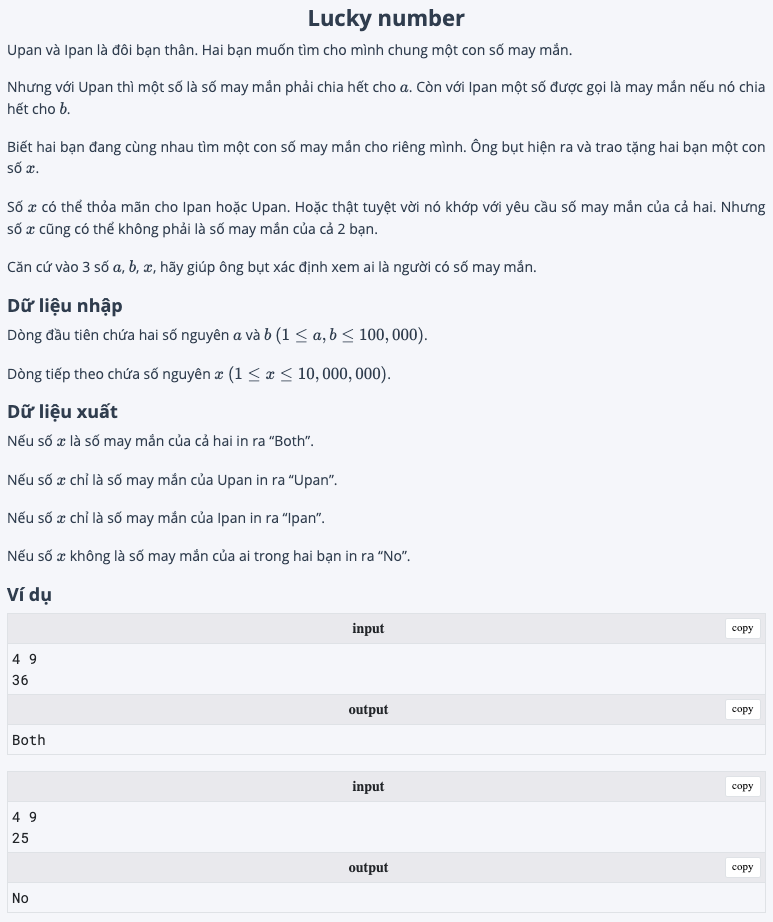 Lucky number
Upan và Ipan là đôi bạn thân. Hai bạn muốn tìm cho mình chung một con số may mắn.
Nhưng với Upan thì một số là số may mắn phải chia hết cho a. Còn với Ipan một số được gọi là may mắn nếu nó chia
hết cho b.
Biết hai bạn đang cùng nhau tìm một con số may mắn cho riêng mình. Ông bụt hiện ra và trao tặng hai bạn một con
số x.
Số x có thể thỏa mãn cho Ipan hoặc Upan. Hoặc thật tuyệt vời nó khớp với yêu cầu số may mắn của cả hai. Nhưng
số x cũng có thể không phải là số may mắn của cả 2 bạn.
Căn cứ vào 3 số a, b, x, hãy giúp ông bụt xác định xem ai là người có số may mắn.
Dữ liệu nhập
Dòng đầu tiên chứa hai số nguyên a và b (1 ≤ a, b ≤ 100, 000).
Dòng tiếp theo chứa số nguyên x (1 ≤ x ≤ 10, 000, 000).
Dữ liệu xuất
Nếu số x là số may mắn của cả hai in ra “Both”.
Nếu số x chỉ là số may mắn của Upan in ra “Upan”.
Nếu số x chỉ là số may mắn của Ipan in ra “Ipan”.
Nếu số x không là số may mắn của ai trong hai bạn in ra “No”.
Ví dụ
input copy
4 9
36
output copy
Both
input copy
4 9
25
output copy
No